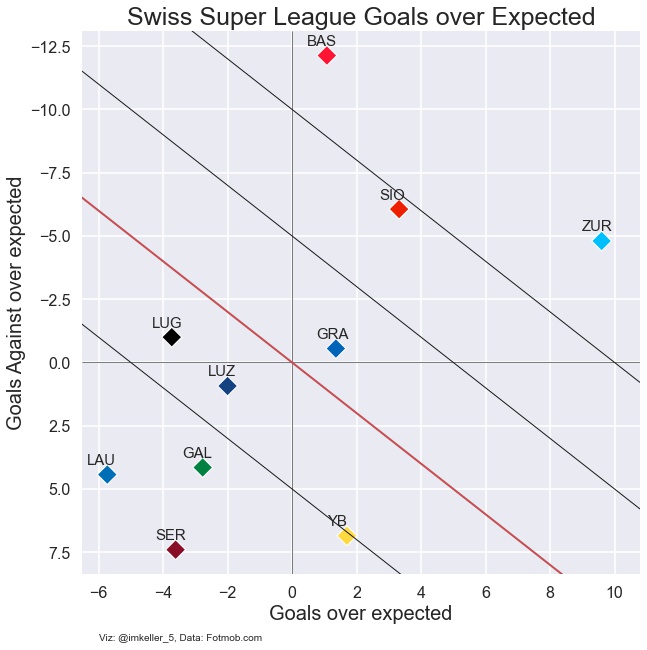 Swiss Super League Goals over Expected
−12.5
BAS
−10.0
−7.5
SIO
−5.0
ZUR
−2.5
LUG
GRA
0.0
LUZ
2.5
LAU
GAL
5.0
YB
SER
7.5
−6 −4 −2 0 2 4 6 8 10
Goals Against over expected
Goals over expected
Viz: @imkeller_5, Data: Fotmob.com